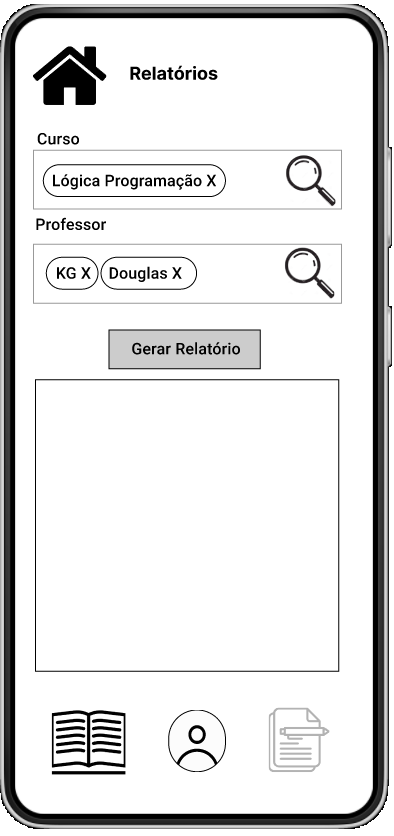 Relatórios
Curso
Lógica Programação X
Professor
KG X Douglas X
Gerar Relatório